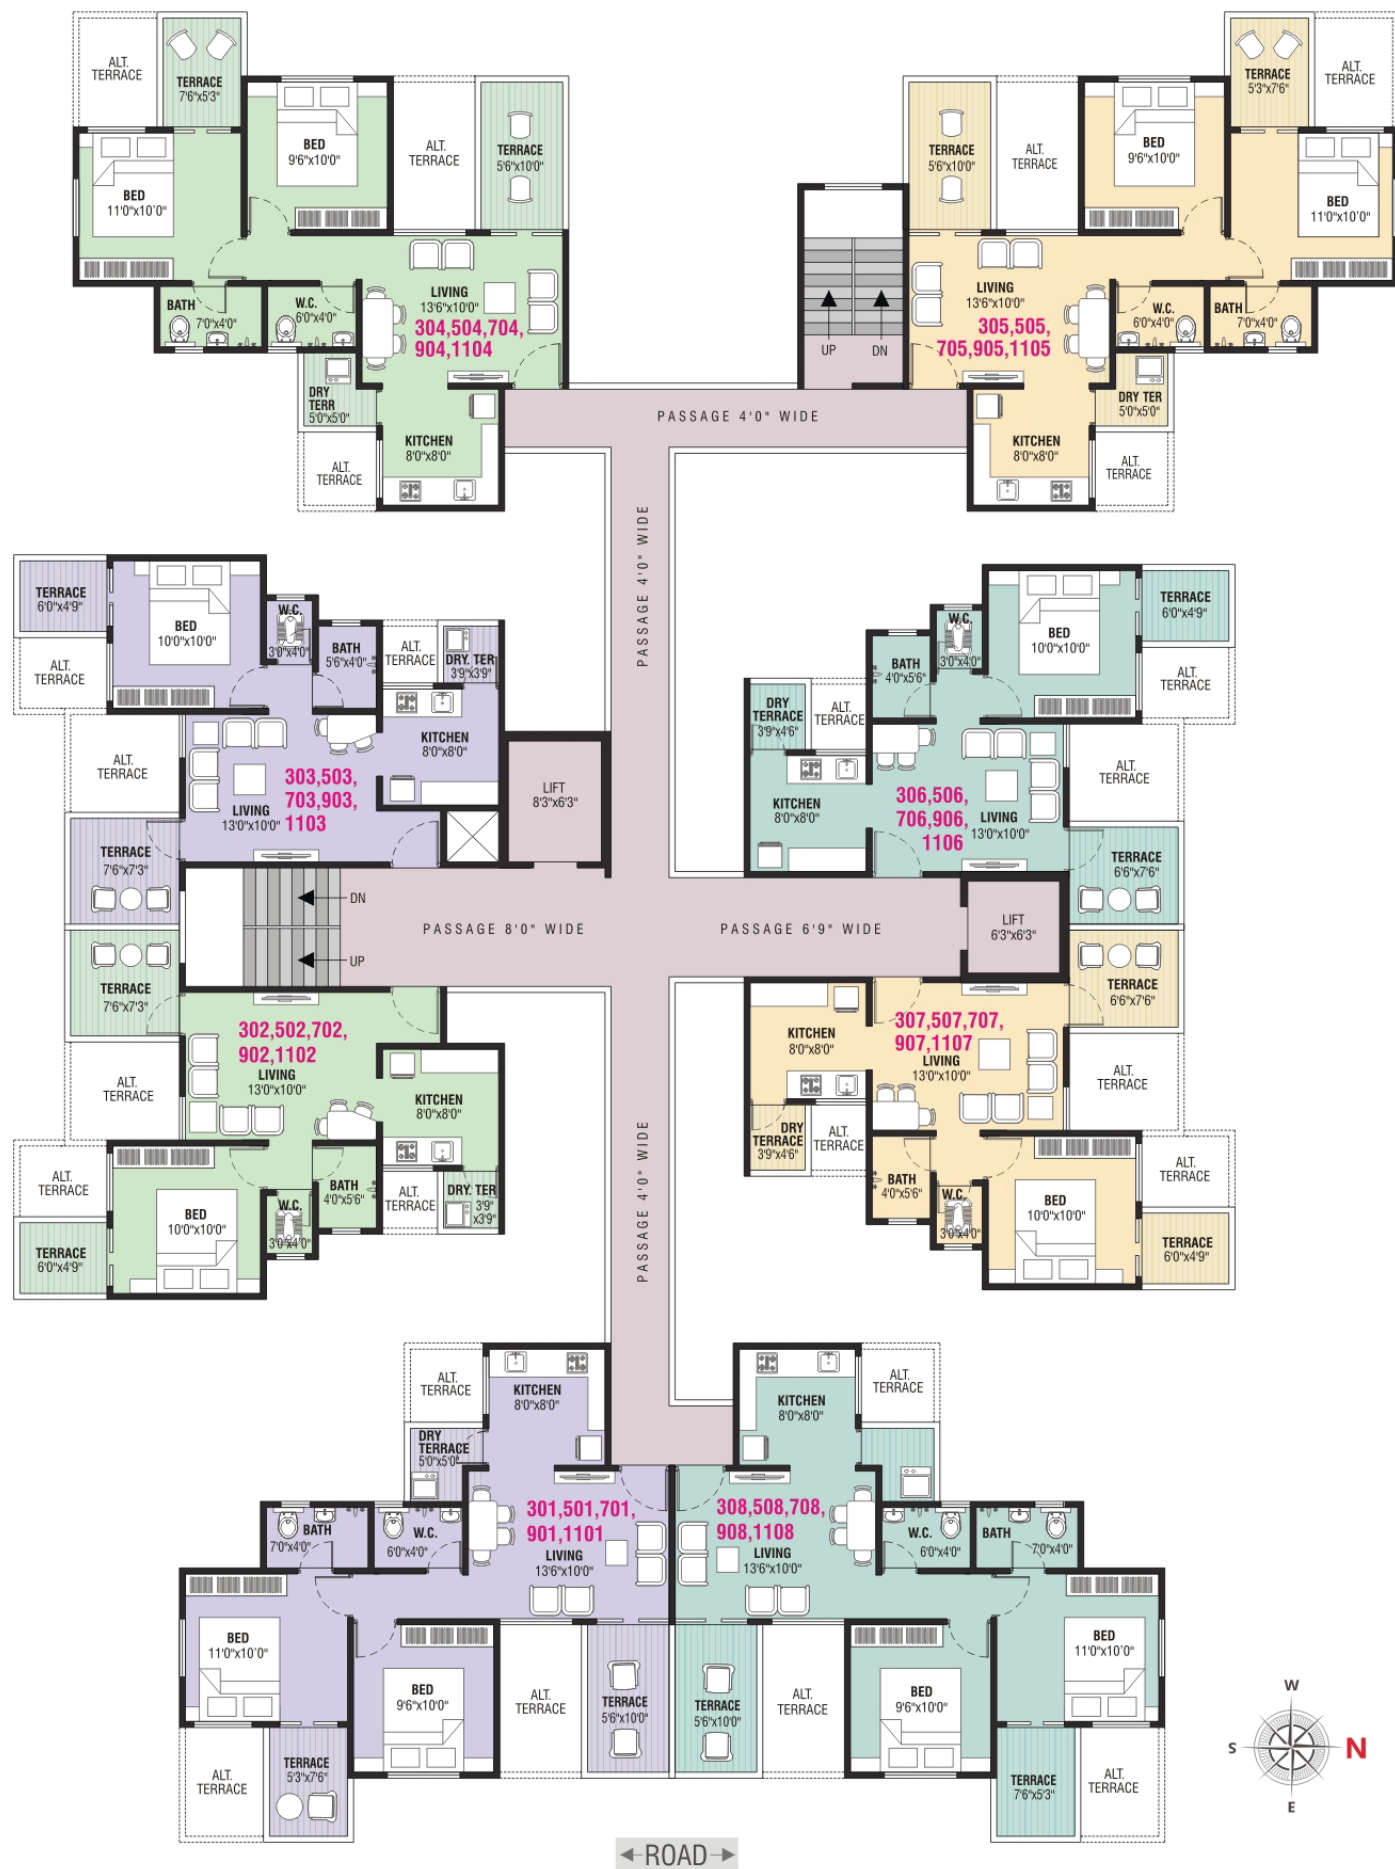 ALT.
TERRACE
TERRACE
7'6"x5'3"
BED
9'6"x10'0"
BED
11'0"x10'0"
ALT.
TERRACE
TERRACE
5'6"x10'0"
LIVING
13'6"x10'0"
304,504,704,
904,1104
BATH
7'0"x4'0"
W.C.
6'0"x4'0"
DRY
TERR
5'0"x5'0"
KITCHEN
8'0"x8'0"
ALT.
TERRACE
TERRACE
5'3"x7'6"
ALT.
TERRACE
TERRACE
5'6"x10'0"
ALT.
TERRACE
BED
9'6"x10'0"
BED
11'0"x10'0"
LIVING
13'6"x10'0"
305,505,
705,905,1105
W.C.
6'0"x4'0"
BATH
7'0"x4'0"
DRY TER
5'0"x5'0"
KITCHEN
8'0"x8'0"
ALT.
TERRACE
UP
DN
PASSAGE 4'0" WIDE
PASSAGE 4'0" WIDE
TERRACE
6'0"x4'9"
ALT.
TERRACE
BED
10'0"x10'0"
W.C.
3'0"x4'0"
BATH
5'6"x4'0"
ALT.
TERRACE
DRY. TER
3'9"x3'9"
KITCHEN
8'0"x8'0"
ALT.
TERRACE
303,503,
703,903,
1103
LIVING
13'0"x10'0"
TERRACE
7'6"x7'3"
LIFT
8'3"x6'3"
BED
10'0"x10'0"
TERRACE
6'0"x4'9"
ALT.
TERRACE
W.C.
3'0"x4'0"
BATH
4'0"x5'6"
DRY
TERRACE
3'9"x4'6"
ALT.
TERRACE
KITCHEN
8'0"x8'0"
306,506,
706,906,
1106
LIVING
13'0"x10'0"
ALT.
TERRACE
TERRACE
6'6"x7'6"
DN
UP
PASSAGE 8'0" WIDE
PASSAGE 6'9" WIDE
LIFT
6'3"x6'3"
TERRACE
7'6"x7'3"
302,502,702,
902,1102
LIVING
13'0"x10'0"
ALT.
TERRACE
KITCHEN
8'0"x8'0"
ALT.
TERRACE
TERRACE
6'0"x4'9"
BED
10'0"x10'0"
W.C.
3'0"x4'0"
BATH
4'0"x5'6"
ALT.
TERRACE
DRY. TER
3'9"
x3'9"
TERRACE
6'6"x7'6"
KITCHEN
8'0"x8'0"
307,507,707,
907,1107
LIVING
13'0"x10'0"
ALT.
TERRACE
DRY
TERRACE
3'9"x4'6"
ALT.
TERRACE
BATH
4'0"x5'6"
W.C.
3'0"x4'0"
BED
10'0"x10'0"
ALT.
TERRACE
TERRACE
6'0"x4'9"
PASSAGE 4'0" WIDE
ALT.
TERRACE
KITCHEN
8'0"x8'0"
DRY
TERRACE
5'0"x5'0"
301,501,701,
901,1101
LIVING
13'6"x10'0"
BATH
7'0"x4'0"
W.C.
6'0"x4'0"
BED
11'0"x10'0"
BED
9'6"x10'0"
ALT.
TERRACE
TERRACE
5'6"x10'0"
ALT.
TERRACE
TERRACE
5'3"x7'6"
KITCHEN
8'0"x8'0"
ALT.
TERRACE
308,508,708,
908,1108
LIVING
13'6"x10'0"
W.C.
6'0"x4'0"
BATH
7'0"x4'0"
TERRACE
5'6"x10'0"
ALT.
TERRACE
BED
9'6"x10'0"
BED
11'0"x10'0"
TERRACE
7'6"x5'3"
ALT.
TERRACE
W
S
N
E
ROAD